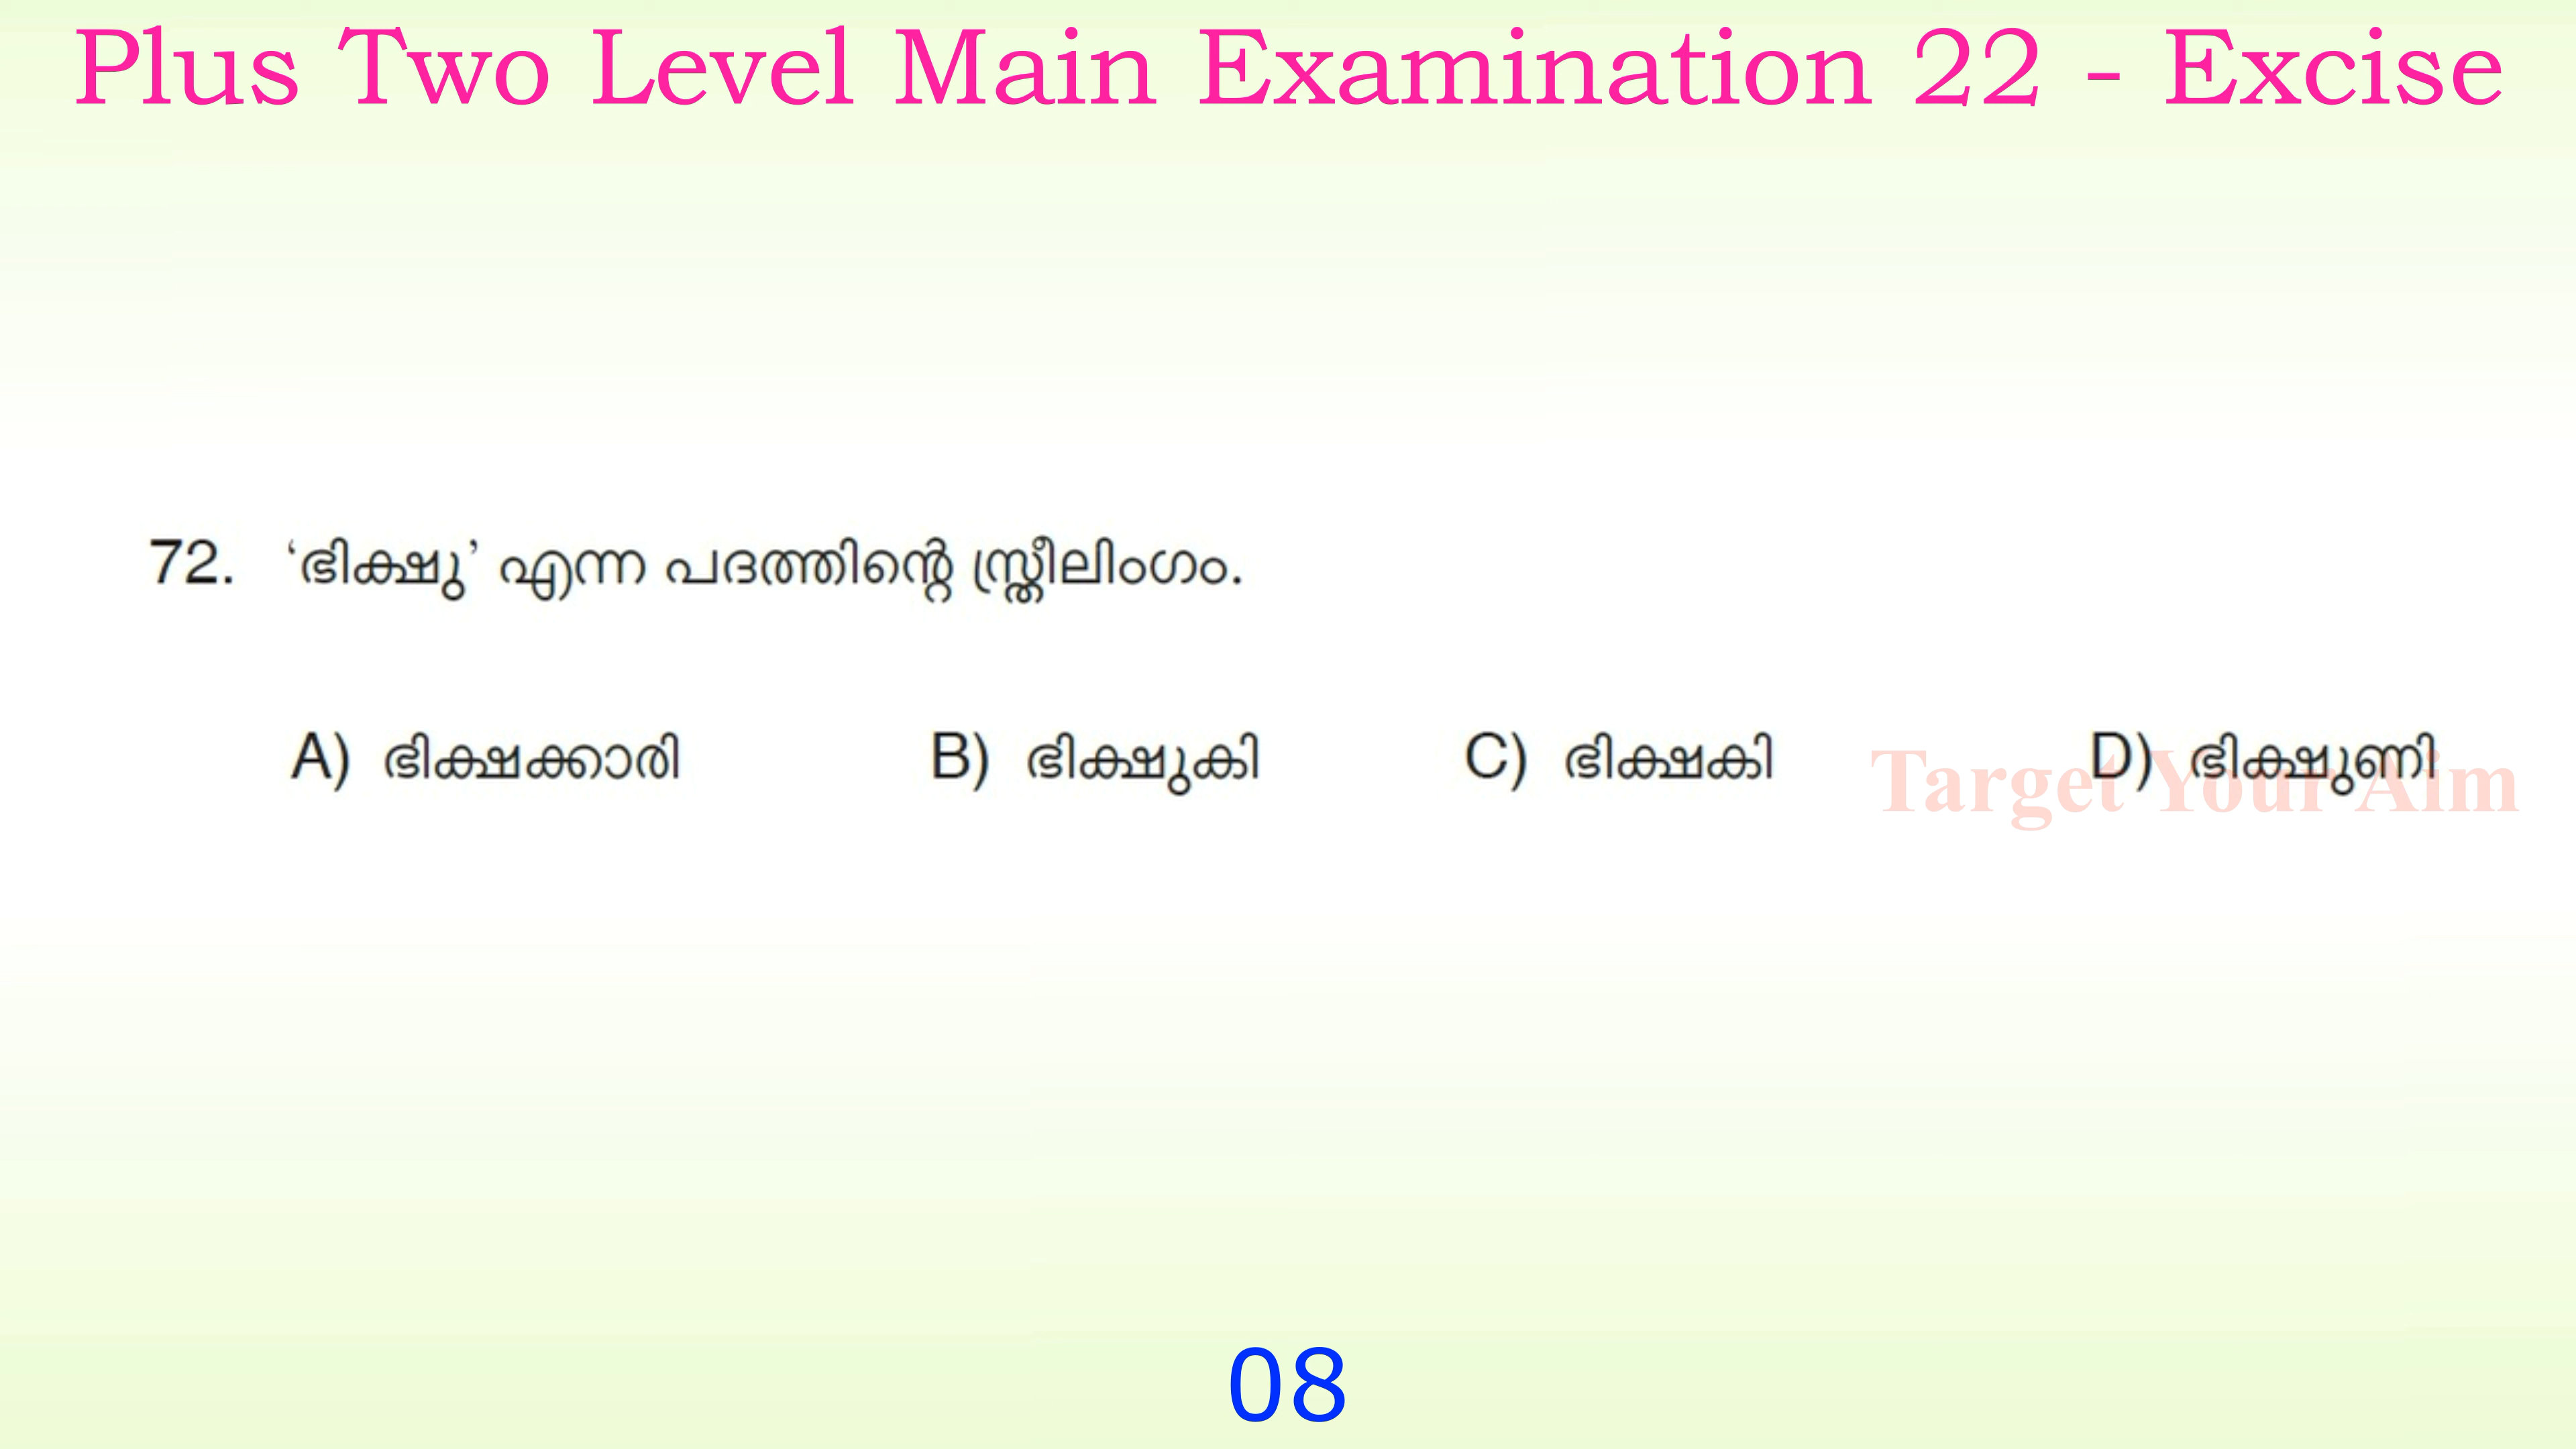 Plus Two Level Main Examination 22 - Excise
72. ‘ഭിക്ഷു’ എന്ന പദത്തിന്റെ സ്ത്രീലിംഗം.
A) ഭിക്ഷക്കാരി B) ഭിക്ഷുകി C) ഭിക്ഷകി D) ഭിക്ഷുണി
Target Your Aim
08